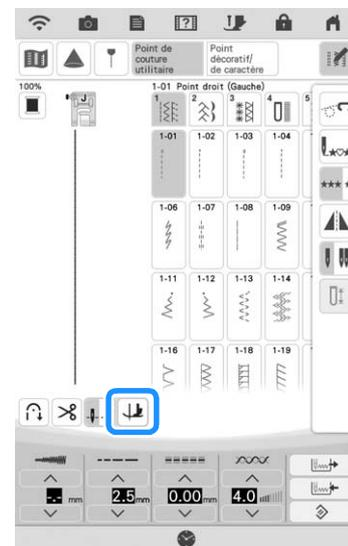 Point de couture utilitaire
Point décoratif/ de caractère
100%
1-01 Point droit (Gauche)
J
1 2 3 4 5
1-01 1-02 1-03 1-04
1-06 1-07 1-08 1-09
1-11 1-12 1-13 1-14
1-16 1-17 1-18 1-19
-.- mm 2.5 mm 0.00 mm 4.0